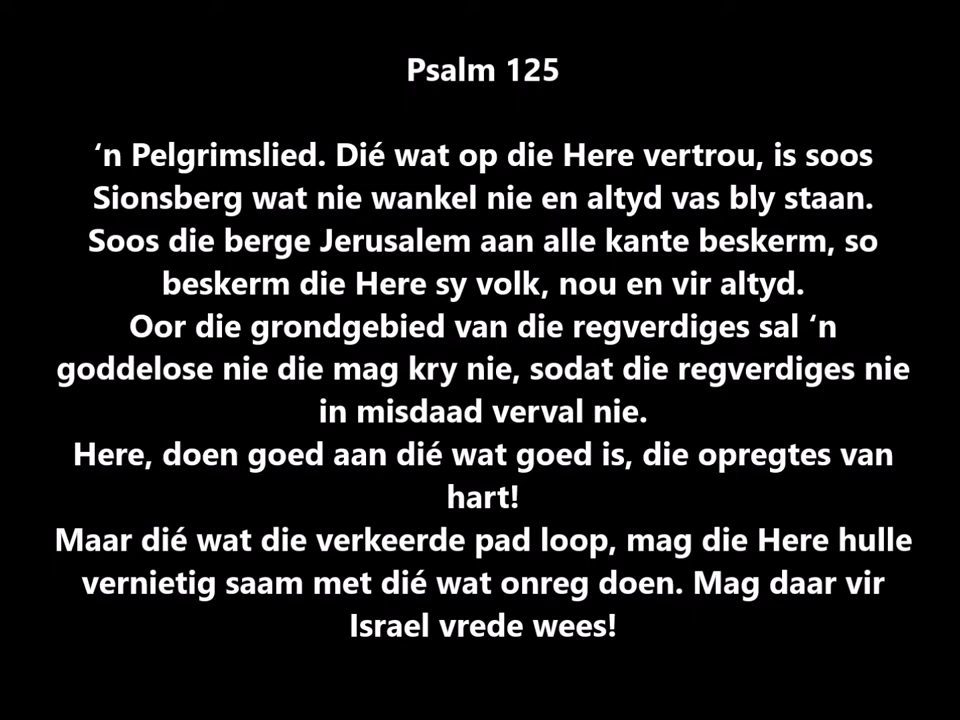 Psalm 125
‘n Pelgrimslied. Dié wat op die Here vertrou, is soos
Sionsberg wat nie wankel nie en altyd vas bly staan.
Soos die berge Jerusalem aan alle kante beskerm, so
beskerm die Here sy volk, nou en vir altyd.
Oor die grondgebied van die regverdiges sal ‘n
goddelose nie die mag kry nie, sodat die regverdiges nie
in misdaad verval nie.
Here, doen goed aan dié wat goed is, die opregtes van
hart!
Maar dié wat die verkeerde pad loop, mag die Here hulle
vernietig saam met dié wat onreg doen. Mag daar vir
Israel vrede wees!